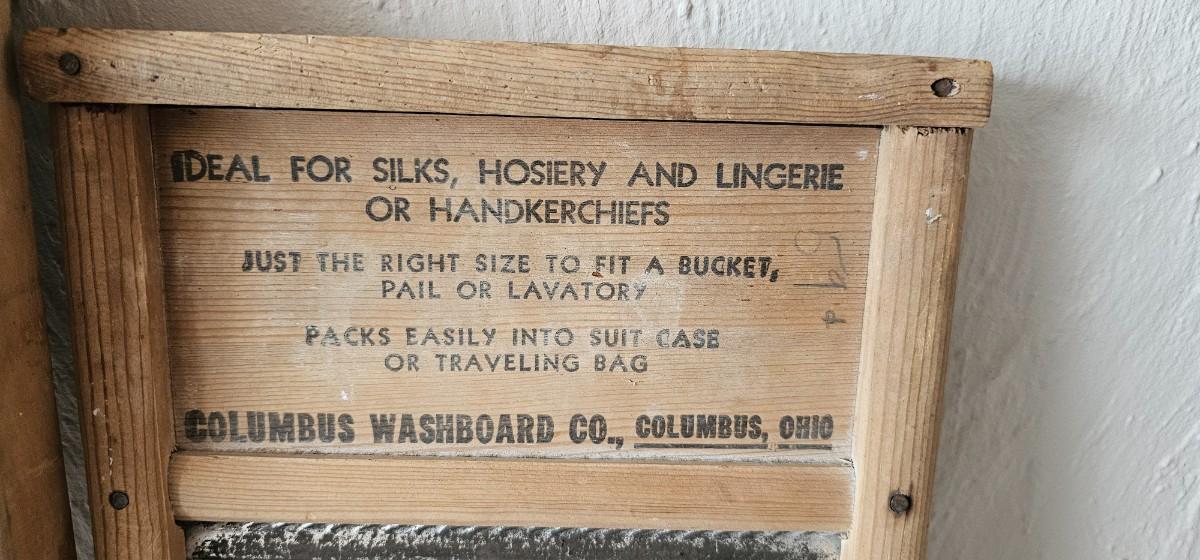 IDEAL FOR SILKS, HOSIERY AND LINGERIE
OR HANDKERCHIEFS
JUST THE RIGHT SIZE TO FIT A BUCKET,
PAIL OR LAVATORY
PACKS EASILY INTO SUIT CASE
OR TRAVELING BAG
COLUMBUS WASHBOARD CO., COLUMBUS, OHIO